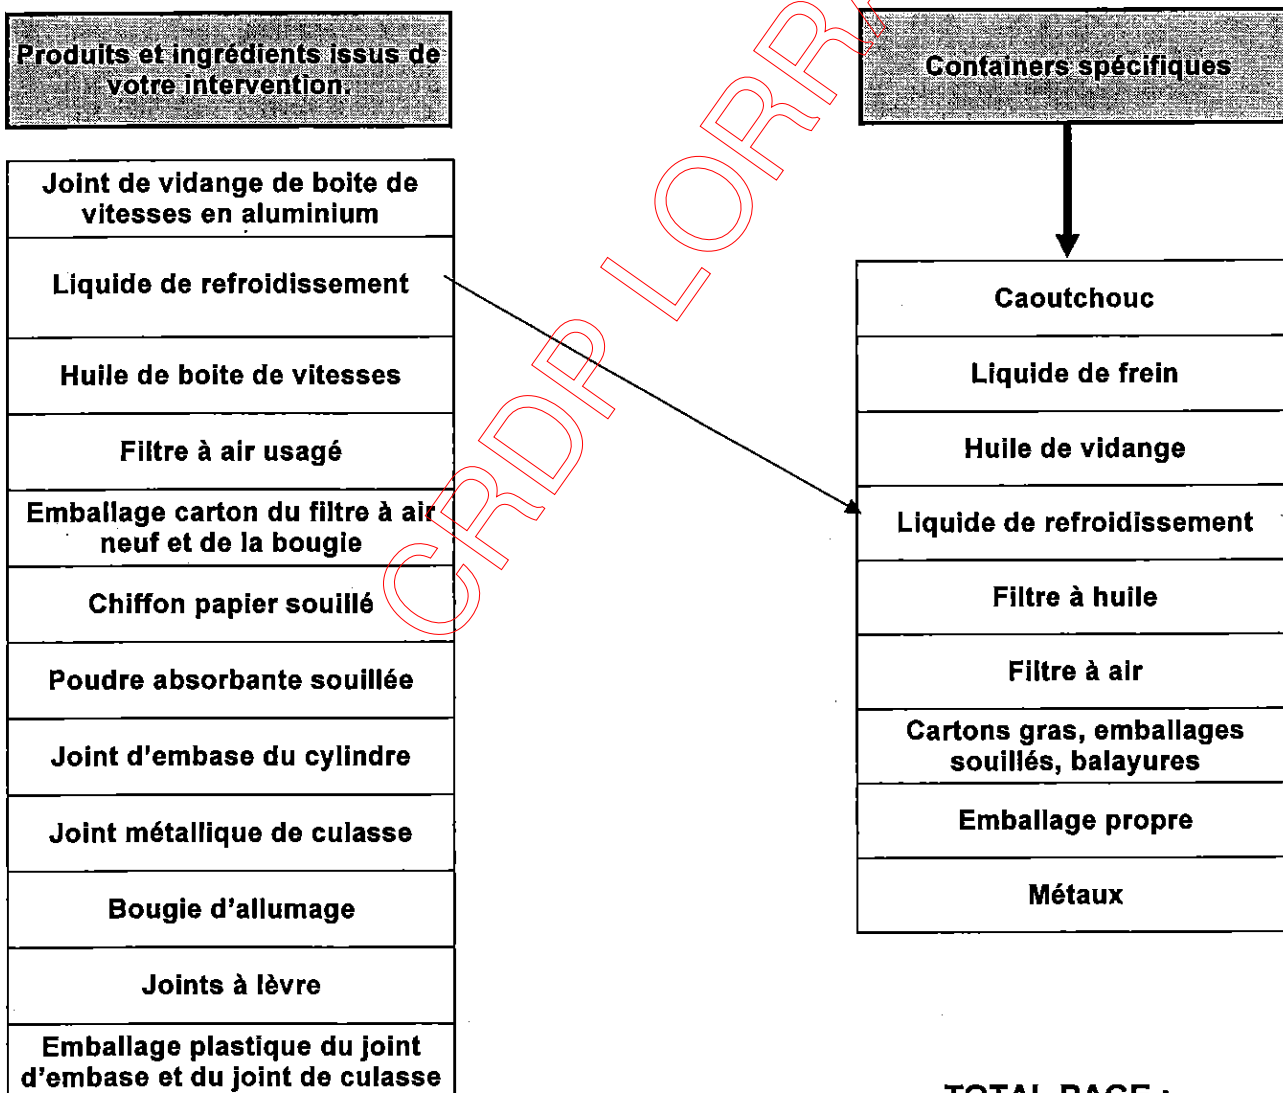 Produits et ingrédients issus de
votre intervention.
Joint de vidange de boite de
vitesses en aluminium
Liquide de refroidissement
Huile de boite de vitesses
Filtre à air usagé
Emballage carton du filtre à air
neuf et de la bougie
Chiffon papier souillé
Poudre absorbante souillée
Joint d'embase du cylindre
Joint métallique de culasse
Bougie d'allumage
Joints à lèvre
Emballage plastique du joint
d'embase et du joint de culasse
Containers spécifiques
Caoutchouc
Liquide de frein
Huile de vidange
Liquide de refroidissement
Filtre à huile
Filtre à air
Cartons gras, emballages
souillés, balayures
Emballage propre
Métaux
TOTAL PAGE :
CRDP LORR